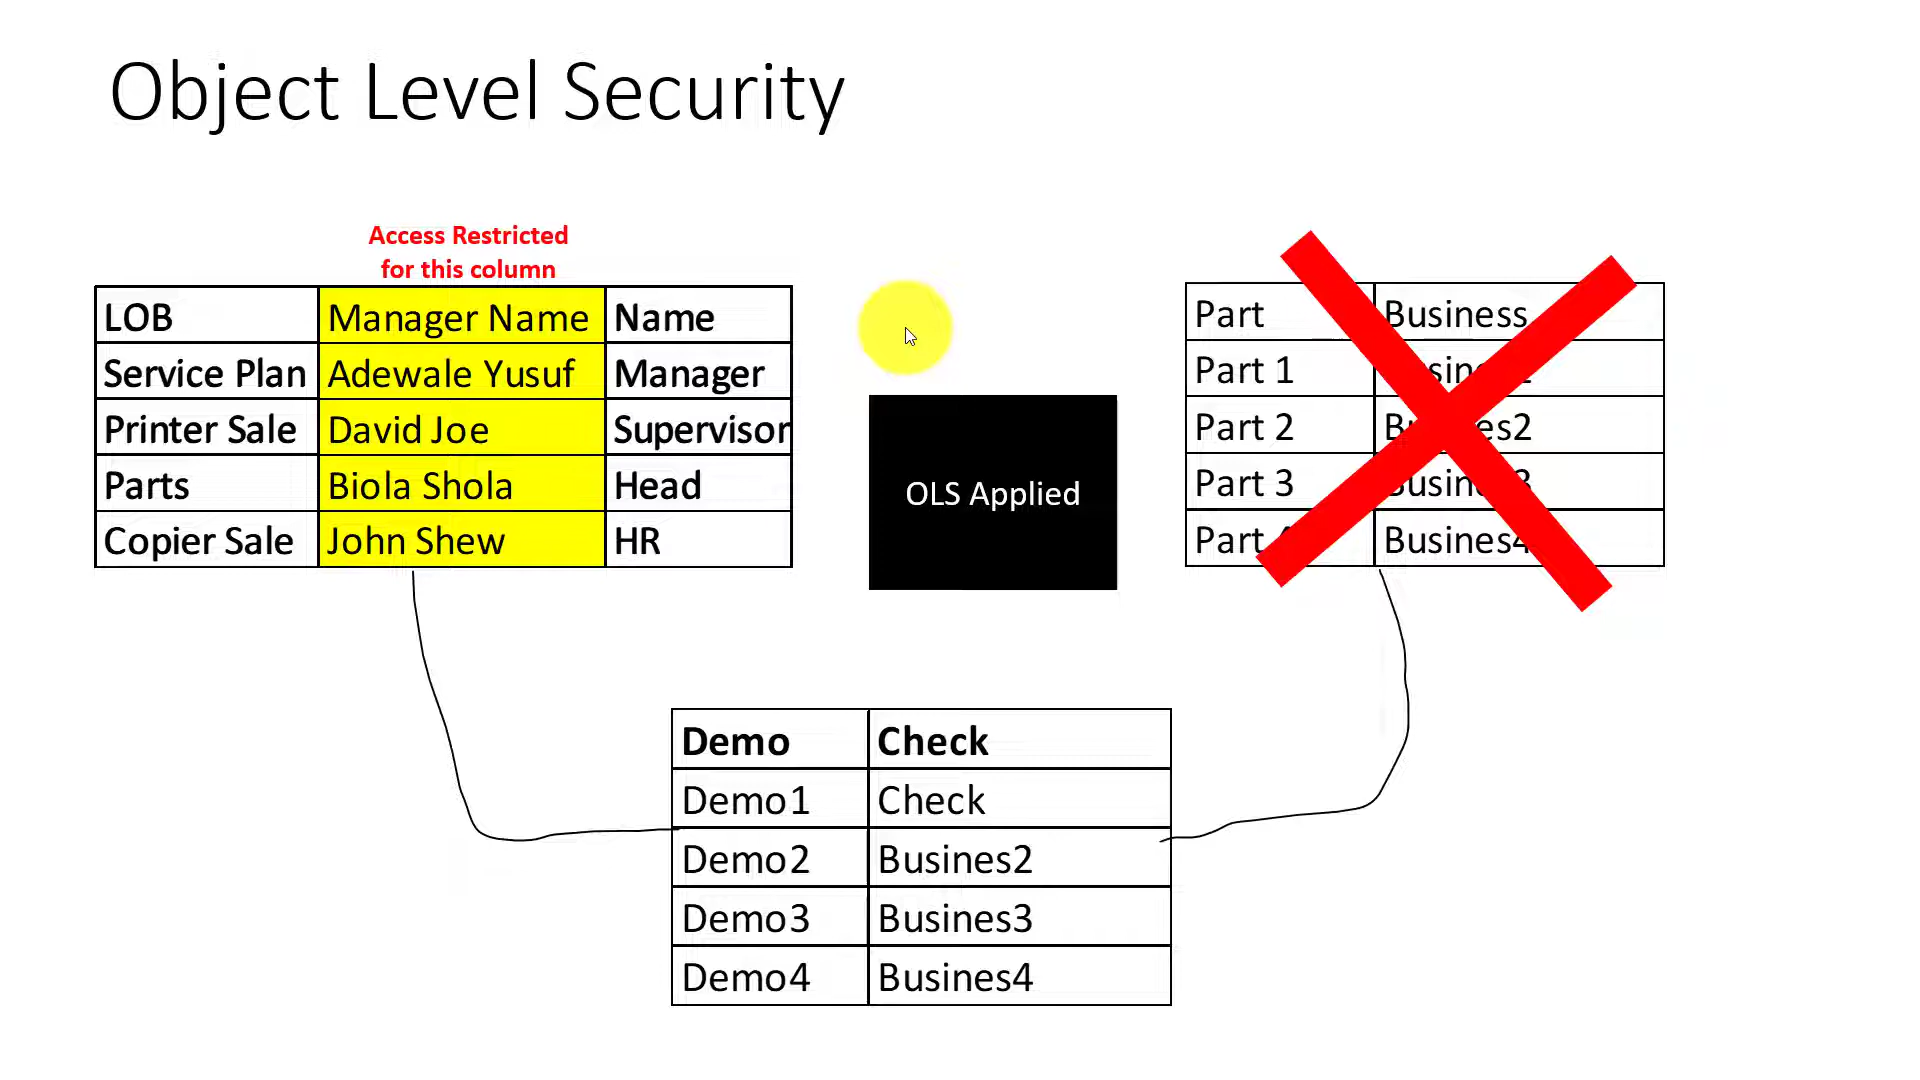 Object Level Security
Access Restricted
for this column
LOB Manager Name Name
Service Plan Adewale Yusuf Manager
Printer Sale David Joe Supervisor
Parts Biola Shola Head
Copier Sale John Shew HR
OLS Applied
Part Business
Part 1
Part 2
Part 3
Part Busines4
Demo Check
Demo1 Check
Demo2 Busines2
Demo3 Busines3
Demo4 Busines4